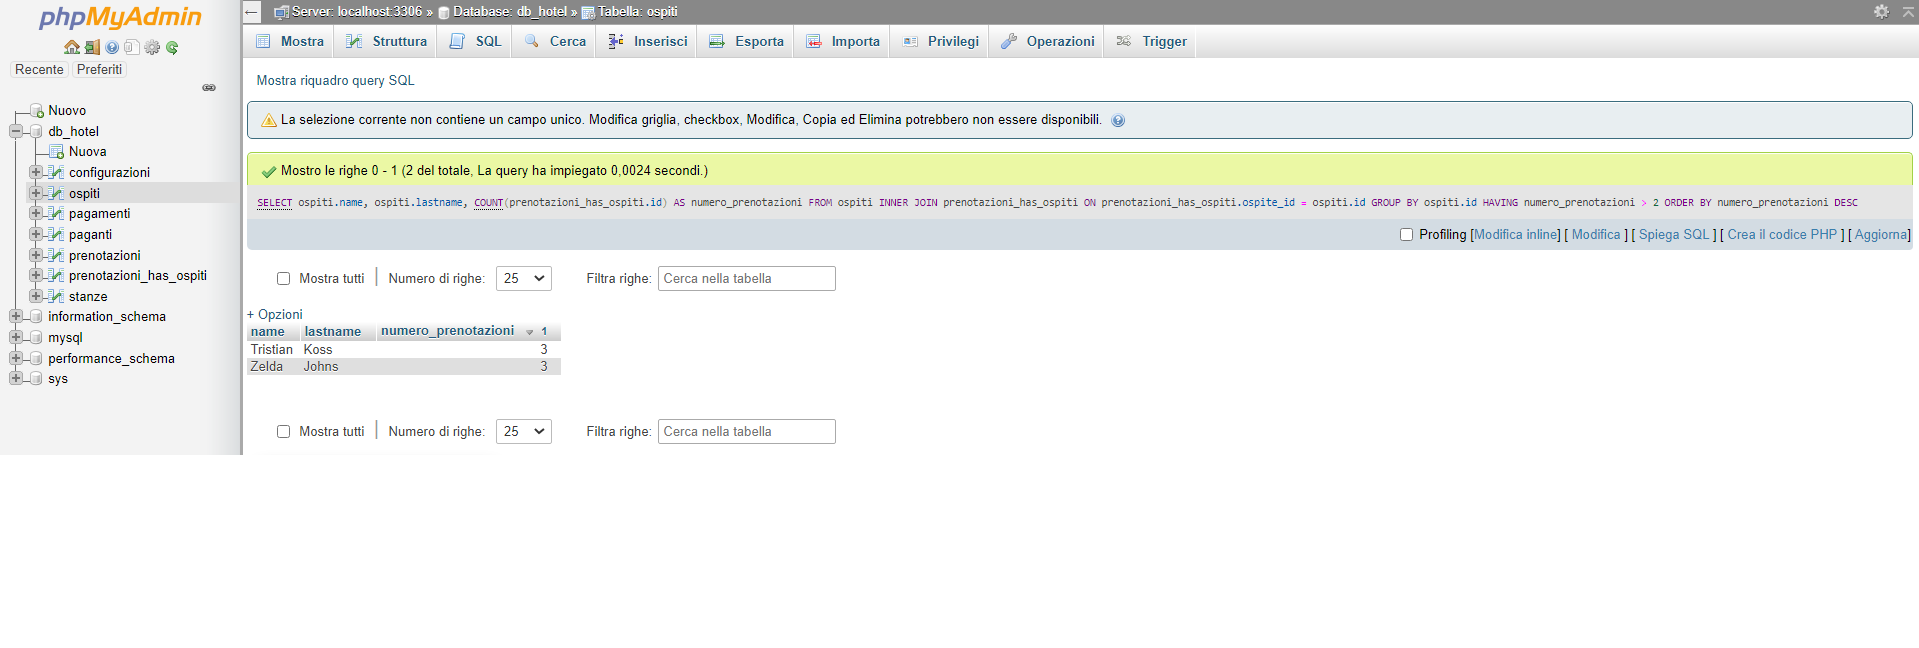 phpMyAdmin
Recente Preferiti
Nuovo
db_hotel
Nuova
configurazioni
ospiti
pagamenti
paganti
prenotazioni
prenotazioni_has_ospiti
stanze
information_schema
mysql
performance_schema
sys
Server: localhost:3306 » Database: db_hotel » Tabella: ospiti
Mostra Struttura SQL Cerca Inserisci Esporta Importa Privilegi Operazioni Trigger
Mostra riquadro query SQL
La selezione corrente non contiene un campo unico. Modifica griglia, checkbox, Modifica, Copia ed Elimina potrebbero non essere disponibili.
Mostro le righe 0 - 1 (2 del totale, La query ha impiegato 0,0024 secondi.)
SELECT ospiti.name, ospiti.lastname, COUNT(prenotazioni_has_ospiti.id) AS numero_prenotazioni FROM ospiti INNER JOIN prenotazioni_has_ospiti ON prenotazioni_has_ospiti.ospite_id = ospiti.id GROUP BY ospiti.id HAVING numero_prenotazioni > 2 ORDER BY numero_prenotazioni DESC
Profiling [Modifica inline] [ Modifica ] [ Spiega SQL ] [ Crea il codice PHP ] [ Aggiorna]
Mostra tutti | Numero di righe: 25 Filtra righe: Cerca nella tabella
+ Opzioni
name lastname numero_prenotazioni 1
Tristian Koss 3
Zelda Johns 3
Mostra tutti | Numero di righe: 25 Filtra righe: Cerca nella tabella